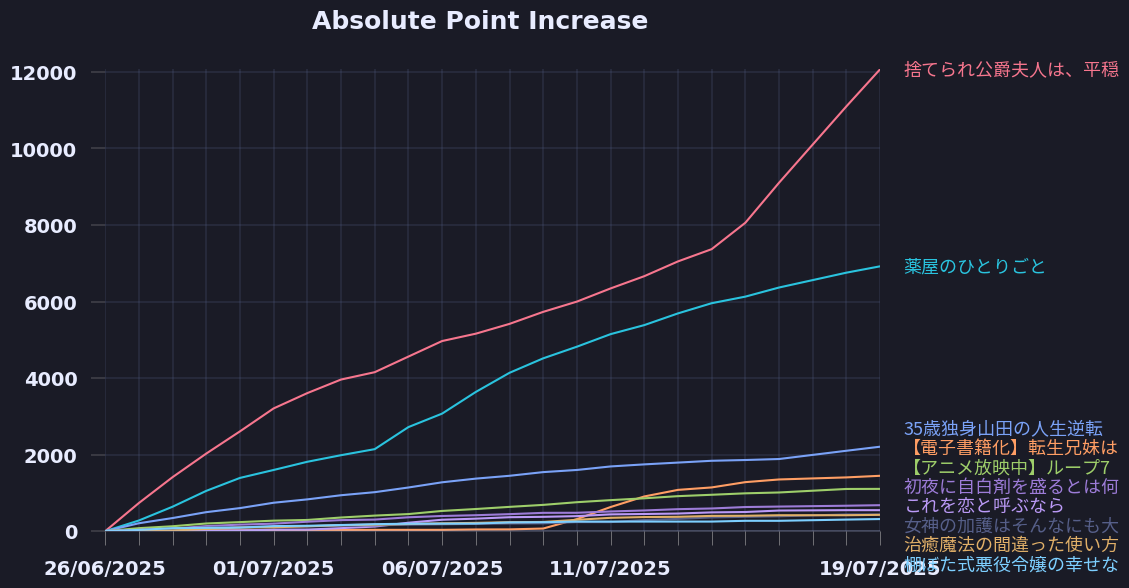 Absolute Point Increase
12000
10000
8000
6000
4000
2000
0
26/06/2025
01/07/2025
06/07/2025
11/07/2025
19/07/2025
捨てられ公爵夫人は、平穏
薬屋のひとりごと
35歳独身山田の人生逆転
【電子書籍化】転生兄妹は
【アニメ放映中】ループ7
初夜に自白剤を盛るとは何
これを恋と呼ぶなら
女神の加護はそんなにも大
治癒魔法の間違った使い方
棚ぼた式悪役令嬢の幸せな